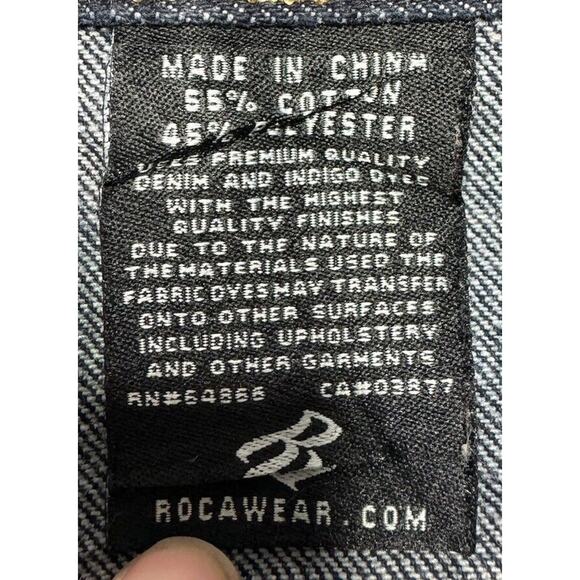 MADE IN CHINA
55% COTTON
45% POLYESTER
USES PREMIUM QUALITY
DENIM AND INDIGO DYES
WITH THE HIGHEST
QUALITY FINISHES
DUE TO THE NATURE OF
THE MATERIALS USED THE
FABRIC DYES MAY TRANSFER
ONTO OTHER SURFACES
INCLUDING UPHOLSTERY
AND OTHER GARMENTS
RN#64866 CA#03877
R
ROCAWEAR.COM